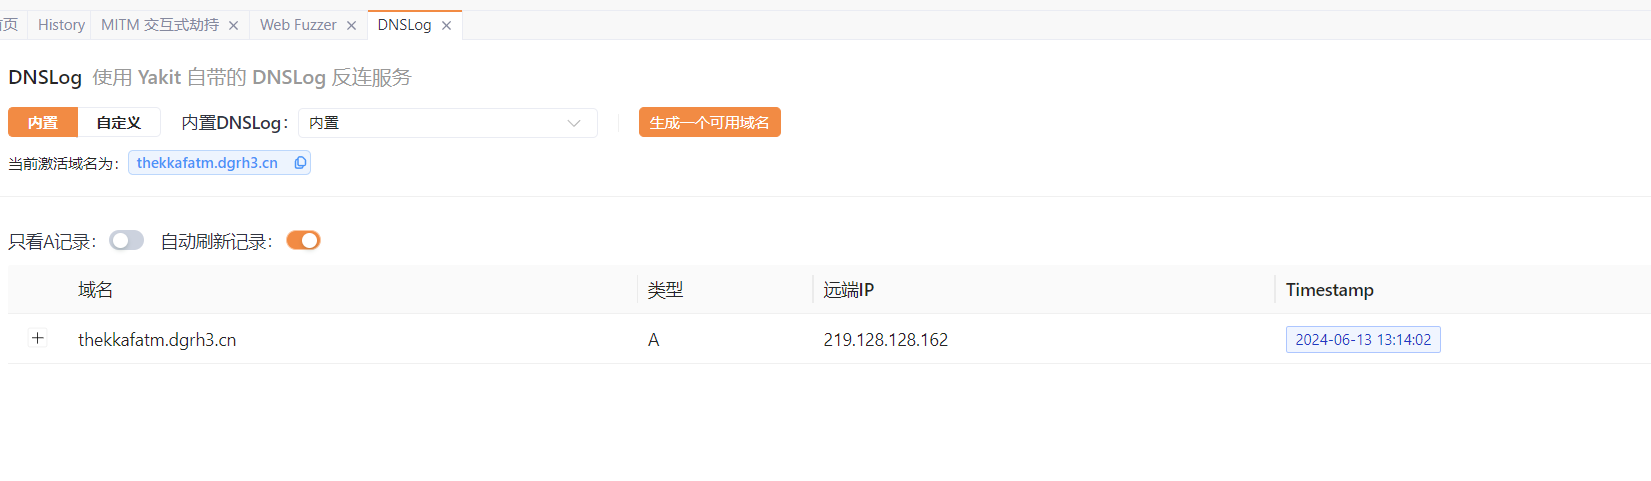 首页 History MITM 交互式劫持 Web Fuzzer DNSLog
DNSLog 使用 Yakit 自带的 DNSLog 反连服务
内置 自定义 内置DNSLog： 内置 生成一个可用域名
当前激活域名为： thekkafatm.dgrh3.cn
只看A记录： 自动刷新记录：
域名 类型 远端IP Timestamp
thekkafatm.dgrh3.cn A 219.128.128.162 2024-06-13 13:14:02